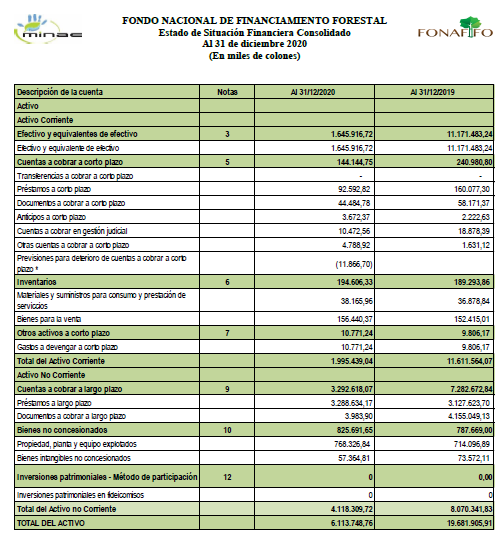 minae
FONAFIFO
FONDO NACIONAL DE FINANCIAMIENTO FORESTAL
Estado de Situación Financiera Consolidado
Al 31 de diciembre 2020
(En miles de colones)
Descripción de la cuenta Notas Al 31/12/2020 Al 31/12/2019
Activo
Activo Corriente
Efectivo y equivalentes de efectivo 3 1.645.916,72 11.171.483,24
Efectivo y equivalente de efectivo 1.645.916,72 11.171.483,24
Cuentas a cobrar a corto plazo 5 144.144,75 240.980,80
Transferencias a cobrar a corto plazo - -
Préstamos a corto plazo 92.592,82 160.077,30
Documentos a cobrar a corto plazo 44.484,78 58.171,37
Anticipos a corto plazo 3.672,37 2.222,63
Cuentas a cobrar en gestión judicial 10.472,56 18.878,39
Otras cuentas a cobrar a corto plazo 4.788,92 1.631,12
Previsiones para deterioro de cuentas a cobrar a corto
plazo * (11.866,70)
Inventarios 6 194.606,33 189.293,86
Materiales y suministros para consumo y prestación de
serviccios 38.165,96 36.878,84
Bienes para la venta 156.440,37 152.415,01
Otros activos a corto plazo 7 10.771,24 9.806,17
Gastos a devengar a corto plazo 10.771,24 9.806,17
Total del Activo Corriente 1.995.439,04 11.611.564,07
Activo No Corriente
Cuentas a cobrar a largo plazo 9 3.292.618,07 7.282.672,84
Préstamos a largo plazo 3.288.634,17 3.127.623,70
Documentos a cobrar a largo plazo 3.983,90 4.155.049,13
Bienes no concesionados 10 825.691,65 787.669,00
Propiedad, planta y equipo explotados 768.326,84 714.096,89
Bienes intangibles no concesionados 57.364,81 73.572,11
Inversiones patrimoniales - Método de participación 12 0 0,00
Inversiones patrimoniales en fideicomisos 0 0
Total del Activo no Corriente 4.118.309,72 8.070.341,83
TOTAL DEL ACTIVO 6.113.748,76 19.681.905,91